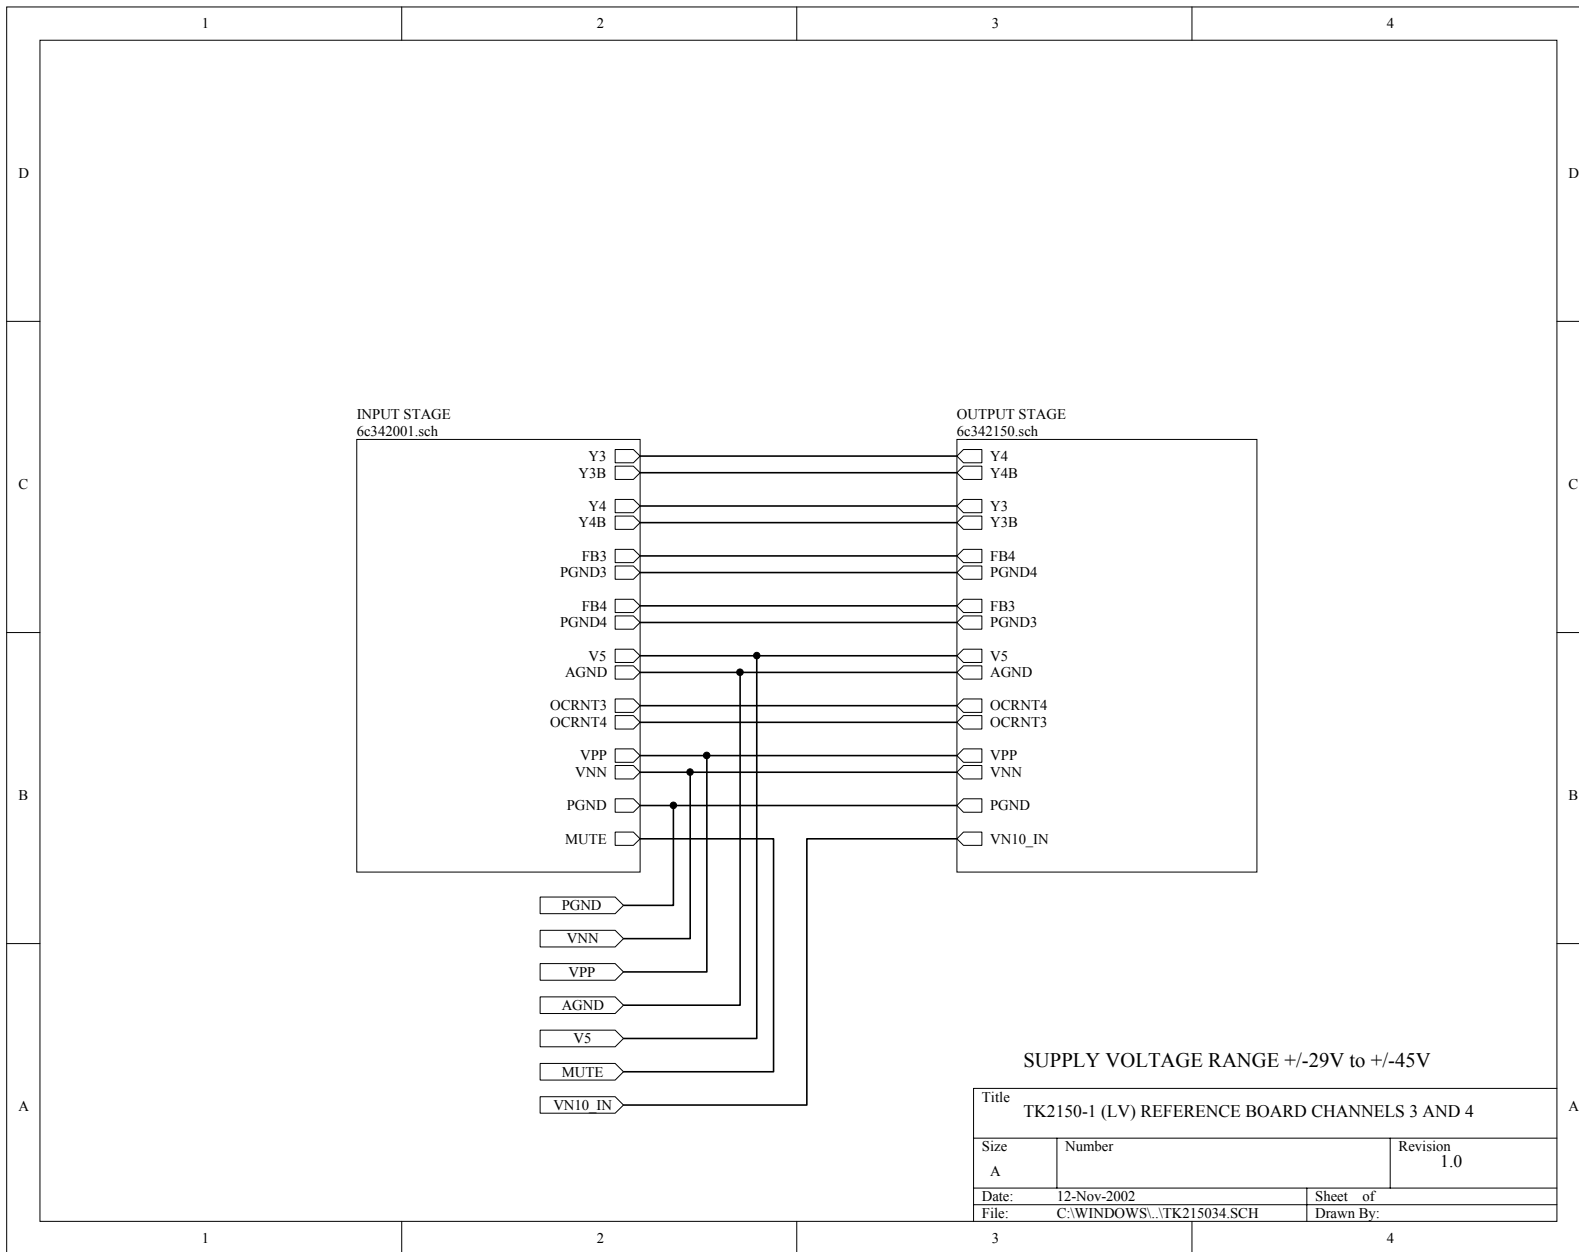 1 2 3 4
D D
INPUT STAGE OUTPUT STAGE
6c342001.sch 6c342150.sch
Y3 Y4
Y3B Y4B
C C
Y4 Y3
Y4B Y3B
FB3 FB4
PGND3 PGND4
FB4 FB3
PGND4 PGND3
V5 V5
AGND AGND
OCRNT3 OCRNT4
OCRNT4 OCRNT3
VPP VPP
VNN VNN
B B
PGND PGND
MUTE VN10_IN
PGND
VNN
VPP
AGND
V5
SUPPLY VOLTAGE RANGE +/-29V to +/-45V
MUTE
A VN10_IN A
Title
TK2150-1 (LV) REFERENCE BOARD CHANNELS 3 AND 4
Size Number Revision
A 1.0
Date: 12-Nov-2002 Sheet of
File: C:\WINDOWS\..\TK215034.SCH Drawn By:
1 2 3 4